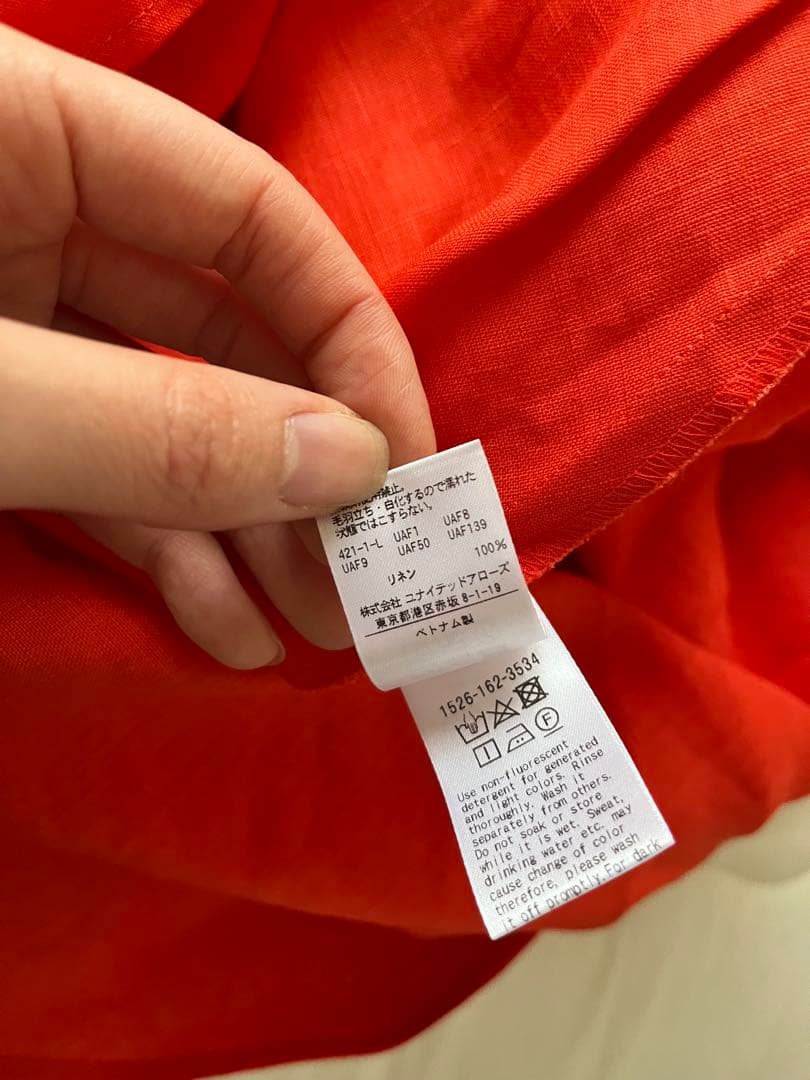 使用禁止。
毛羽立ち・白化するので濡れた
状態ではこすらない。
421-1-L UAF1 UAF8
UAF9 UAF50 UAF139
リネン 100%
株式会社 ユナイテッドアローズ
東京都港区赤坂 8-1-19
ベトナム製
1526-162-3534
F
Use non-fluorescent
detergent for generated
and light colors. Rinse
thoroughly. Wash it
separately from others.
Do not soak or store
while it is wet. Sweat,
drinking water etc. may
cause change of color
therefore, please wash
it off promptly.For dark